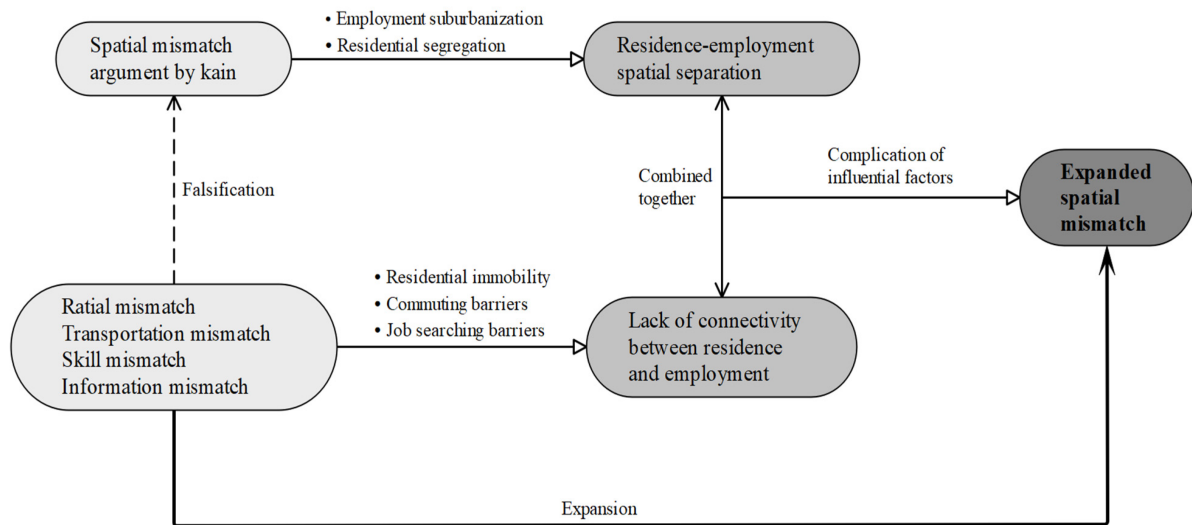 • Employment suburbanization
• Residential segregation
Spatial mismatch
argument by kain
Residence-employment
spatial separation
Falsification
Combined
together
Complication of
influential factors
Expanded
spatial
mismatch
• Residential immobility
• Commuting barriers
• Job searching barriers
Ratial mismatch
Transportation mismatch
Skill mismatch
Information mismatch
Lack of connectivity
between residence
and employment
Expansion